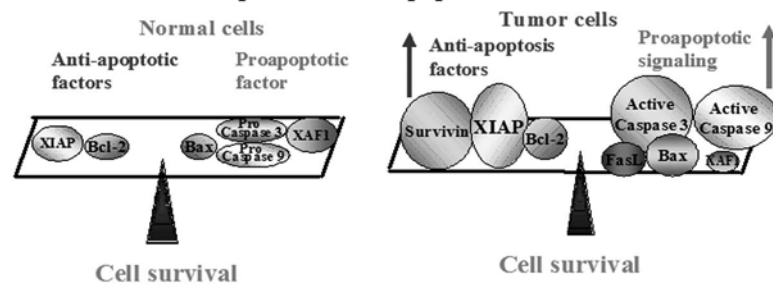 Normal cells
Anti-apoptotic
factors
Proapoptotic
factor
XIAP
Bcl-2
Bax
Pro
Caspase 3
Pro
Caspase 9
XAF1
Cell survival
Tumor cells
Anti-apoptosis
factors
Proapoptotic
signaling
Survivin
XIAP
Bcl-2
Active
Caspase 3
Active
Caspase 9
FasL
Bax
XAF1
Cell survival